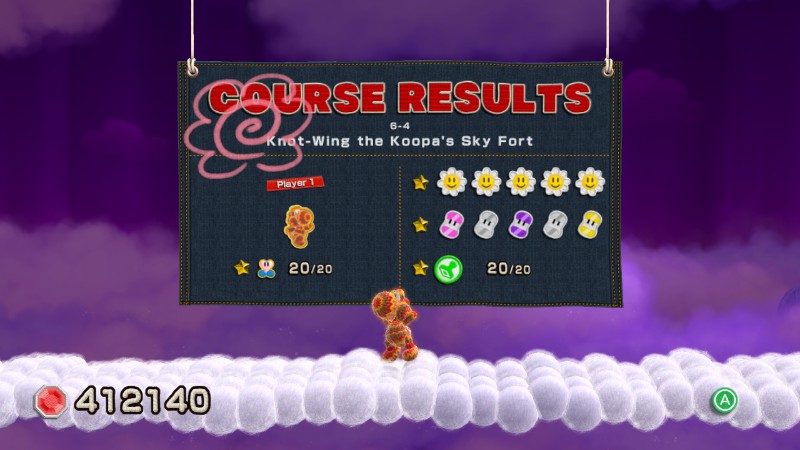 COURSE RESULTS
6-4
Knot-Wing the Koopa's Sky Fort
Player 1
20/20
20/20
412140
A